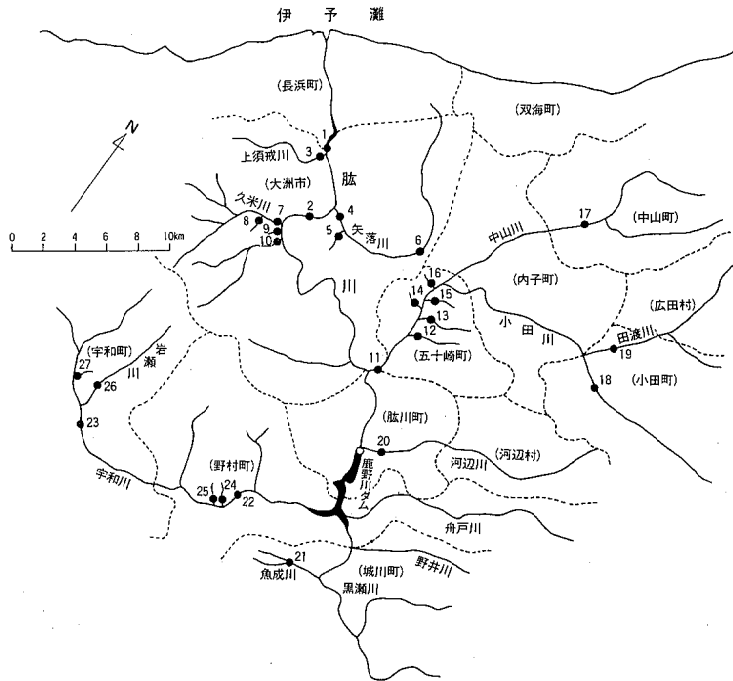 伊予灘
(長浜町)
(双海町)
N
1
3
上須戒川
(大洲市)
肱
久米川
7
2
4
8
9
5
矢落川
10
6
0 2 4 6 8 10km
17
(中山町)
中山川
川
16
(内子町)
14
15
小田川
(広田村)
13
12
田渡川
19
(五十崎町)
11
18
(小田町)
(宇和町)
岩瀬川
27
26
23
(肱川町)
20
(河辺村)
河辺川
鹿野川ダム
(野村町)
宇和川
25
24
22
舟戸川
21
魚成川
(城川町)
野井川
黒瀬川